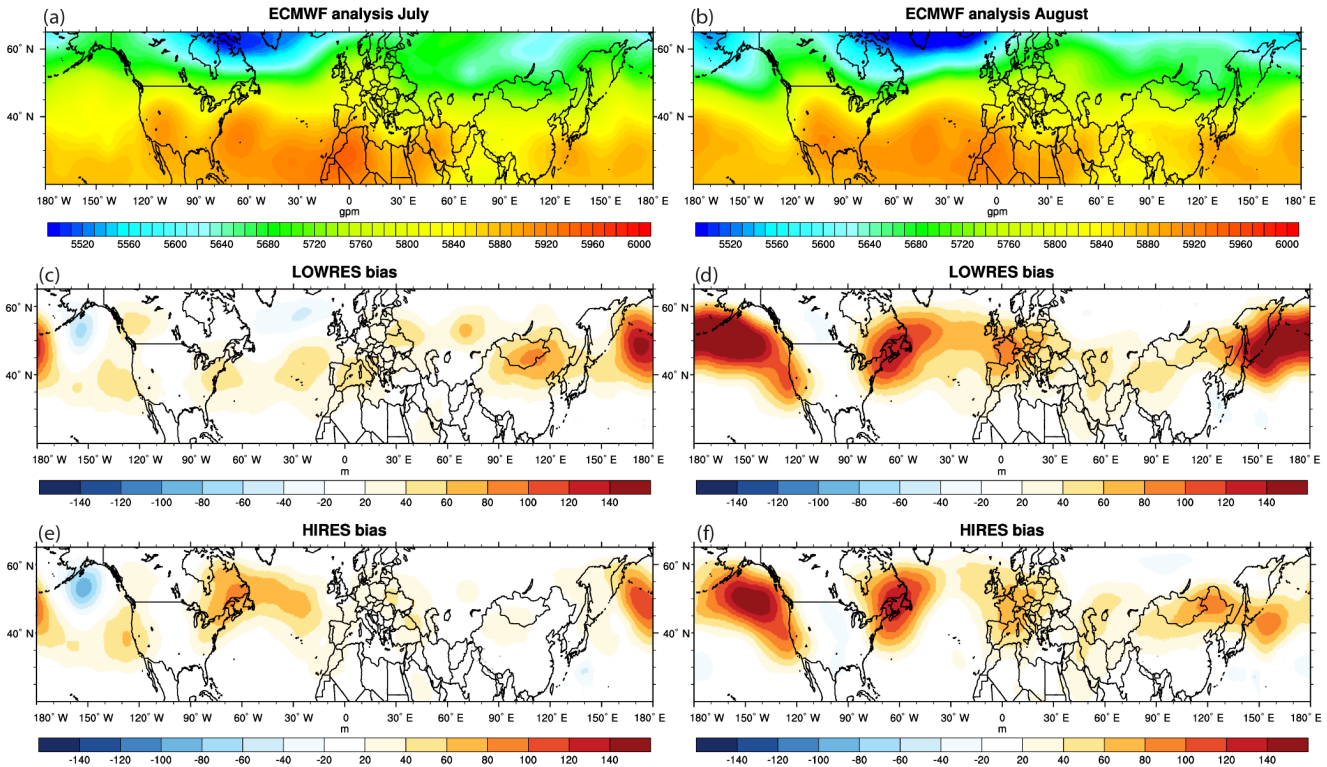 (a) ECMWF analysis July
60° N
40° N
180° W 150° W 120° W 90° W 60° W 30° W 0 30° E 60° E 90° E 120° E 150° E 180° E
gpm
5520 5560 5600 5640 5680 5720 5760 5800 5840 5880 5920 5960 6000
(b) ECMWF analysis August
60° N
40° N
180° W 150° W 120° W 90° W 60° W 30° W 0 30° E 60° E 90° E 120° E 150° E 180° E
gpm
5520 5560 5600 5640 5680 5720 5760 5800 5840 5880 5920 5960 6000
(c) LOWRES bias
60° N
40° N
180° W 150° W 120° W 90° W 60° W 30° W 0 30° E 60° E 90° E 120° E 150° E 180° E
m
-140 -120 -100 -80 -60 -40 -20 20 40 60 80 100 120 140
(d) LOWRES bias
60° N
40° N
180° W 150° W 120° W 90° W 60° W 30° W 0 30° E 60° E 90° E 120° E 150° E 180° E
m
-140 -120 -100 -80 -60 -40 -20 20 40 60 80 100 120 140
(e) HIRES bias
60° N
40° N
180° W 150° W 120° W 90° W 60° W 30° W 0 30° E 60° E 90° E 120° E 150° E 180° E
m
-140 -120 -100 -80 -60 -40 -20 20 40 60 80 100 120 140
(f) HIRES bias
60° N
40° N
180° W 150° W 120° W 90° W 60° W 30° W 0 30° E 60° E 90° E 120° E 150° E 180° E
m
-140 -120 -100 -80 -60 -40 -20 20 40 60 80 100 120 140